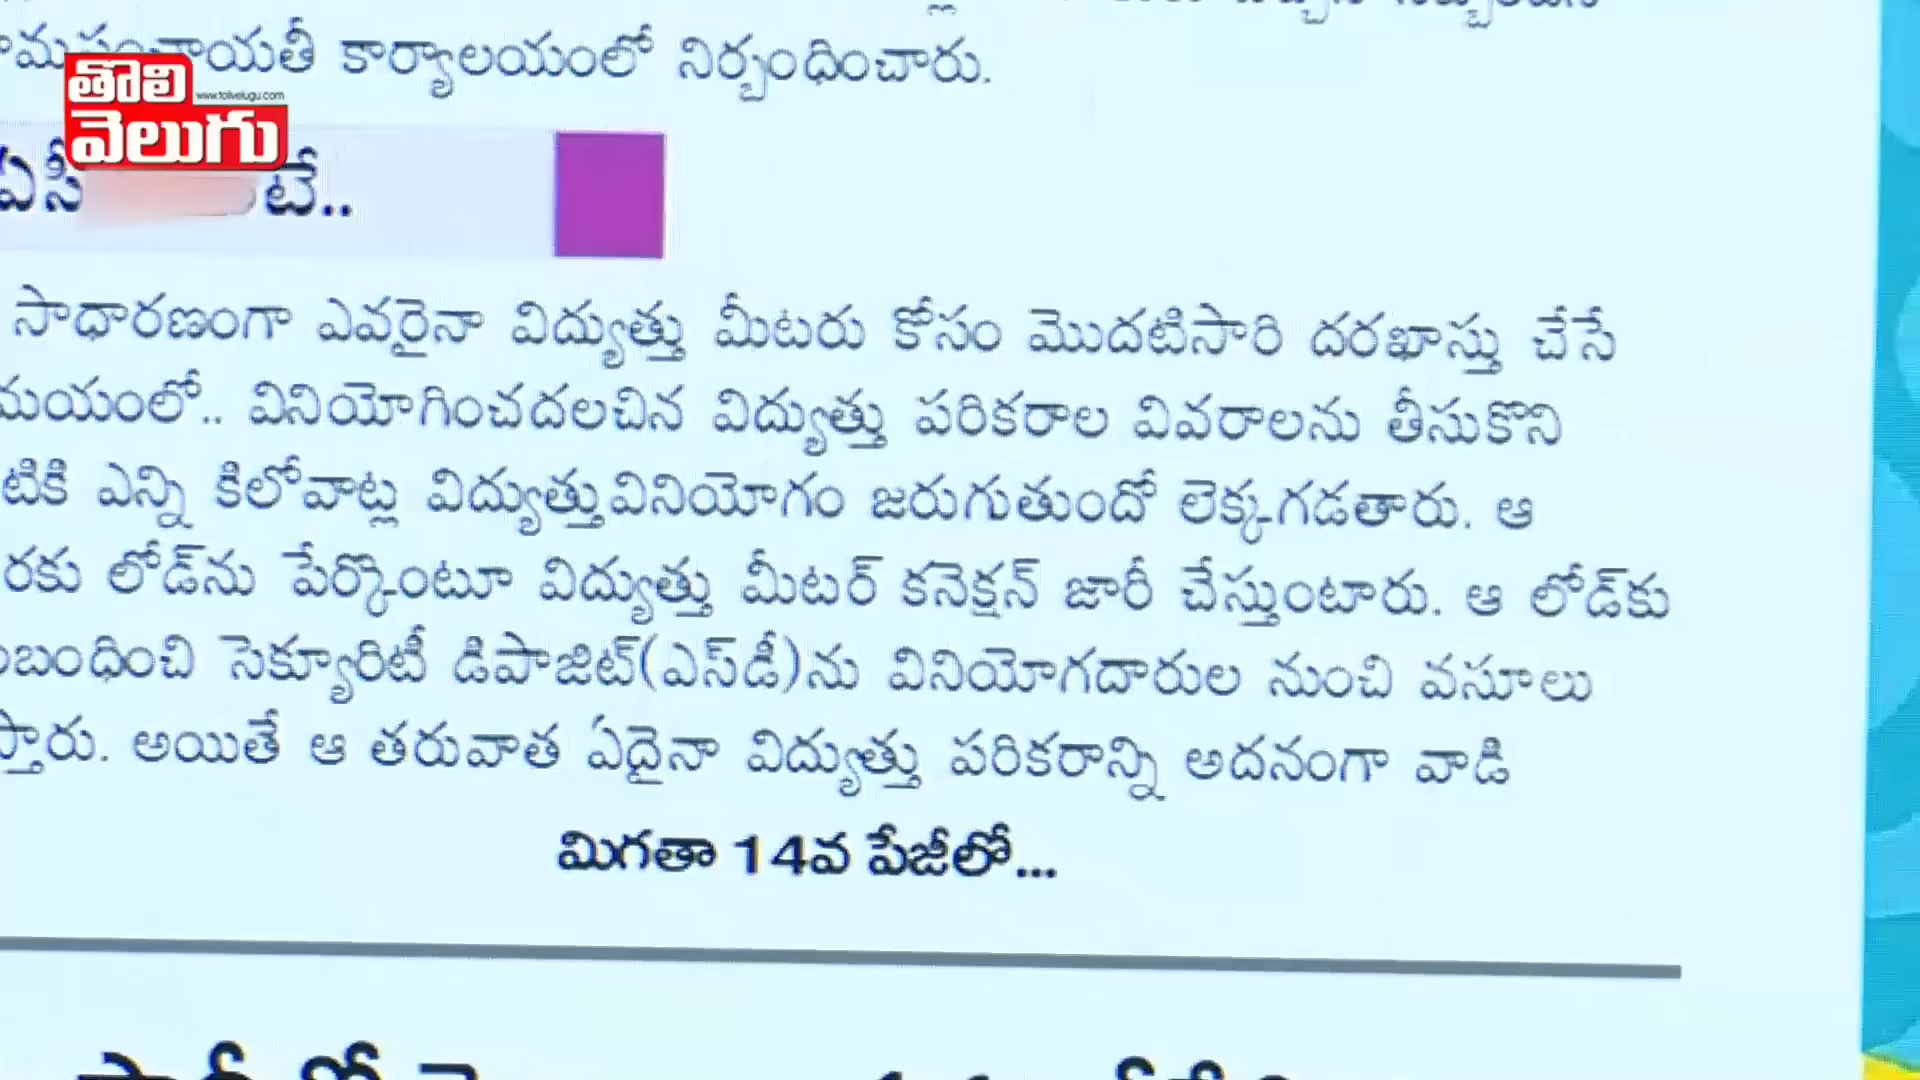 కార్యాలయంలో నిర్బంధించారు.
తొలి
www.tolivelugu.com
వెలుగు
సాధారణంగా ఎవరైనా విద్యుత్తు మీటరు కోసం మొదటిసారి దరఖాస్తు చేసే
మయంలో.. వినియోగించదలచిన విద్యుత్తు పరికరాల వివరాలను తీసుకొని
టికి ఎన్ని కిలోవాట్ల విద్యుత్తువినియోగం జరుగుతుందో లెక్కగడతారు. ఆ
రకు లోడ్‌ను పేర్కొంటూ విద్యుత్తు మీటర్ కనెక్షన్ జారీ చేస్తుంటారు. ఆ లోడ్‌కు
బంధించి సెక్యూరిటీ డిపాజిట్(ఎస్‌డీ)ను వినియోగదారుల నుంచి వసూలు
స్తారు. అయితే ఆ తరువాత ఏదైనా విద్యుత్తు పరికరాన్ని అదనంగా వాడి
మిగతా 14వ పేజీలో...